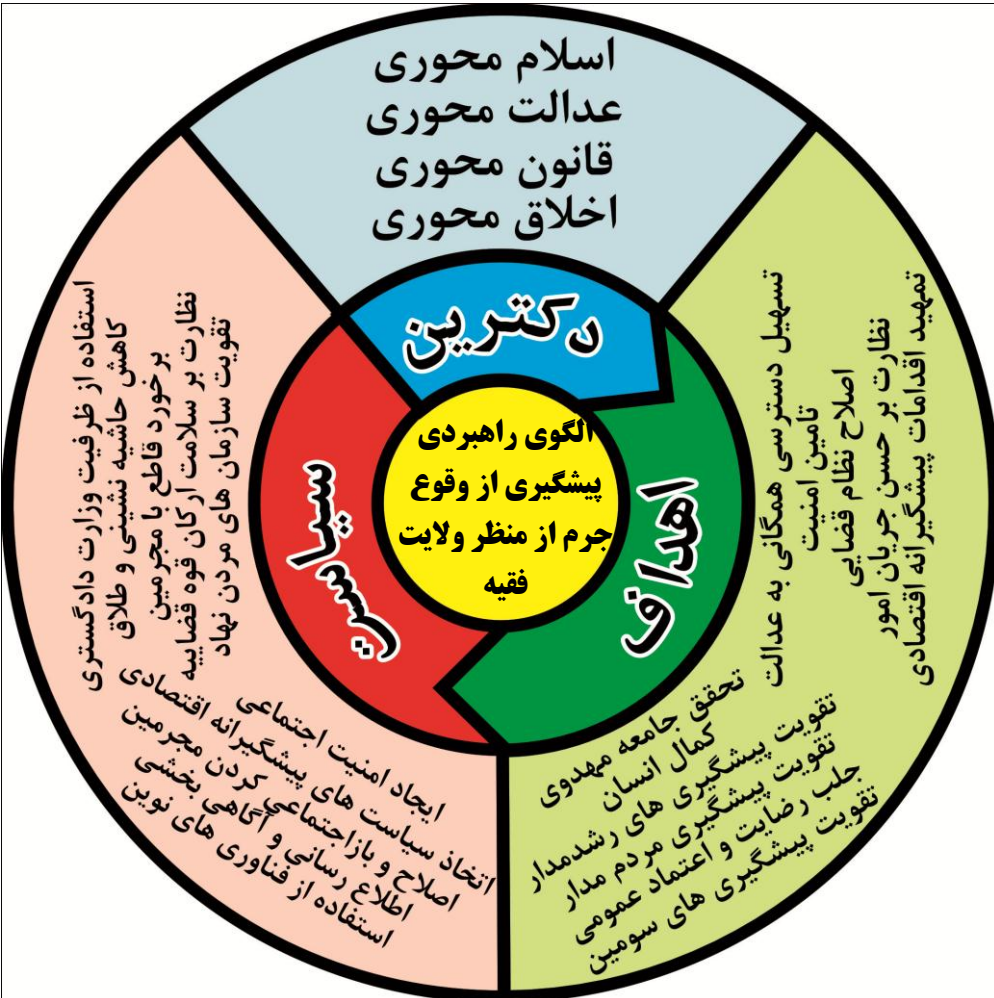 اسلام محوری
عدالت محوری
قانون محوری
اخلاق محوری
دکترین
الگوی راهبردی
پیشگیری از وقوع
جرم از منظر ولایت
فقیه
اهداف
تسهیل دسترسی همگانی به عدالت
تامین امنیت
اصلاح نظام قضایی
نظارت بر حسن جریان امور
تمهید اقدامات پیشگیرانه اقتصادی
تحقق جامعه مهدوی
کمال انسان
تقویت پیشگیری های رشدمدار
تقویت پیشگیری مردم مدار
جلب رضایت و اعتماد عمومی
تقویت پیشگیری های سومین
سیاست
استفاده از ظرفیت وزارت دادگستری
کاهش حاشیه نشینی و طلاق
برخورد قاطع با مجرمین
نظارت بر سلامت ارکان قوه قضاییه
تقویت سازمان های مردن نهاد
ایجاد امنیت اجتماعی
اتخاذ سیاست های پیشگیرانه اقتصادی
اصلاح و بازاجتماعی کردن مجرمین
اطلاع رسانی و آگاهی بخشی
استفاده از فناوری های نوین